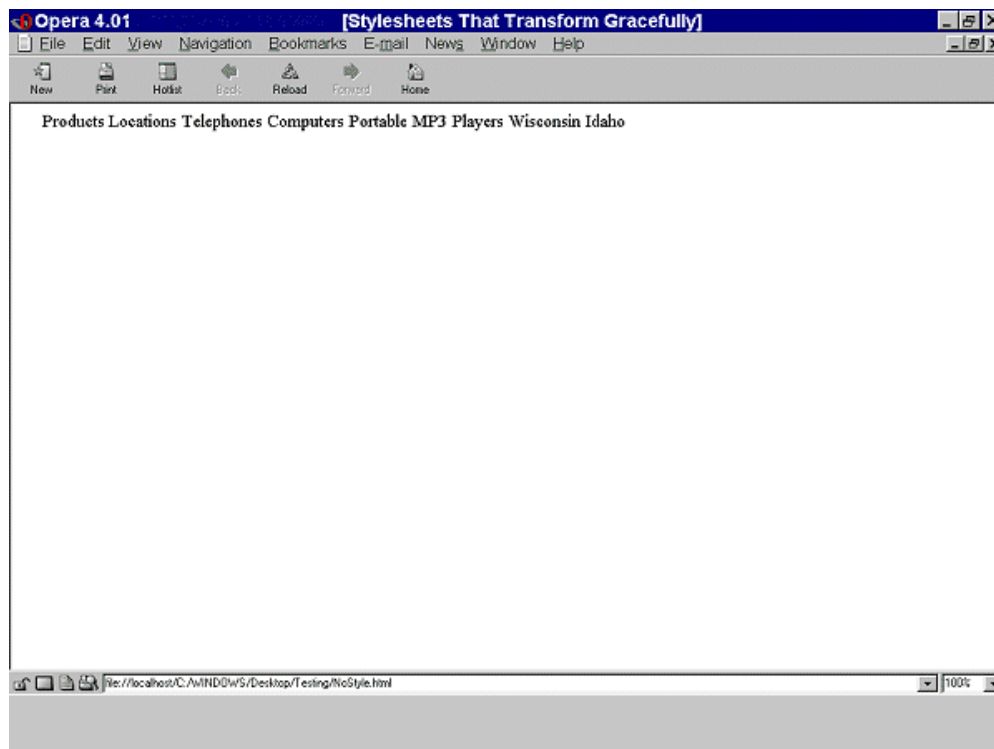 Opera 4.01 [Stylesheets That Transform Gracefully]
File Edit View Navigation Bookmarks E-mail News Window Help
New Print Hotlist Back Reload Forward Home
Products Locations Telephones Computers Portable MP3 Players Wisconsin Idaho
file://localhost/C:/WINDOWS/Desktop/Testing/NoStyle.html 100%